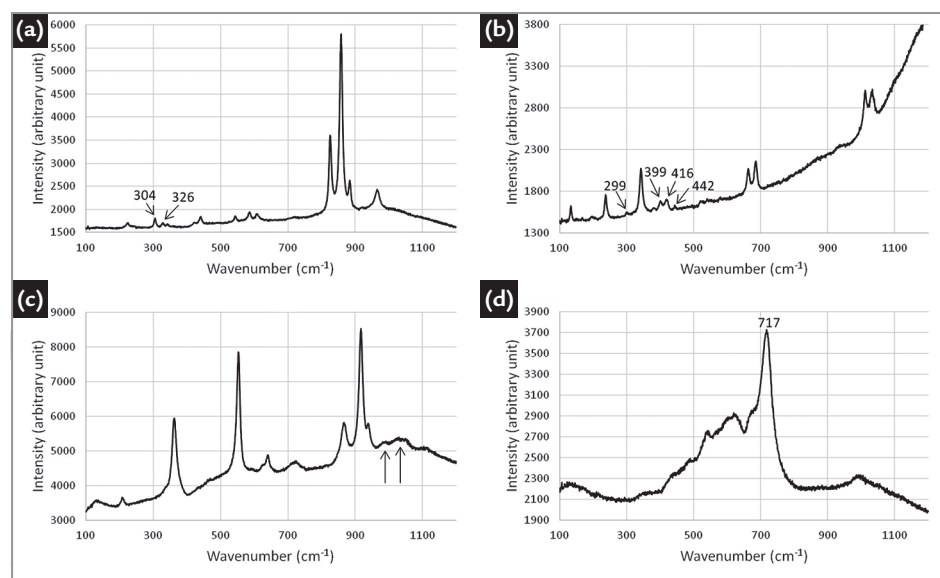 (a)
Intensity (arbitrary unit)
6000
5500
5000
4500
4000
3500
3000
2500
2000
1500
304
326
100 300 500 700 900 1100
Wavenumber (cm-1)
(b)
Intensity (arbitrary unit)
3800
3300
2800
2300
1800
1300
299
399
416
442
100 300 500 700 900 1100
Wavenumber (cm-1)
(c)
Intensity (arbitrary unit)
9000
8000
7000
6000
5000
4000
3000
100 300 500 700 900 1100
Wavenumber (cm-1)
(d)
Intensity (arbitrary unit)
3900
3700
3500
3300
3100
2900
2700
2500
2300
2100
1900
717
100 300 500 700 900 1100
Wavenumber (cm-1)